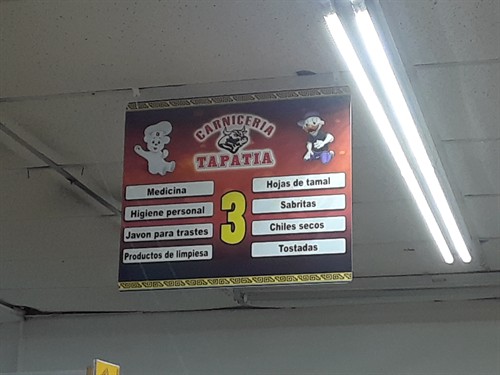 CARNICERIA
TAPATIA
Medicina
Higiene personal
Javon para trastes
Productos de limpiesa
3
Hojas de tamal
Sabritas
Chiles secos
Tostadas